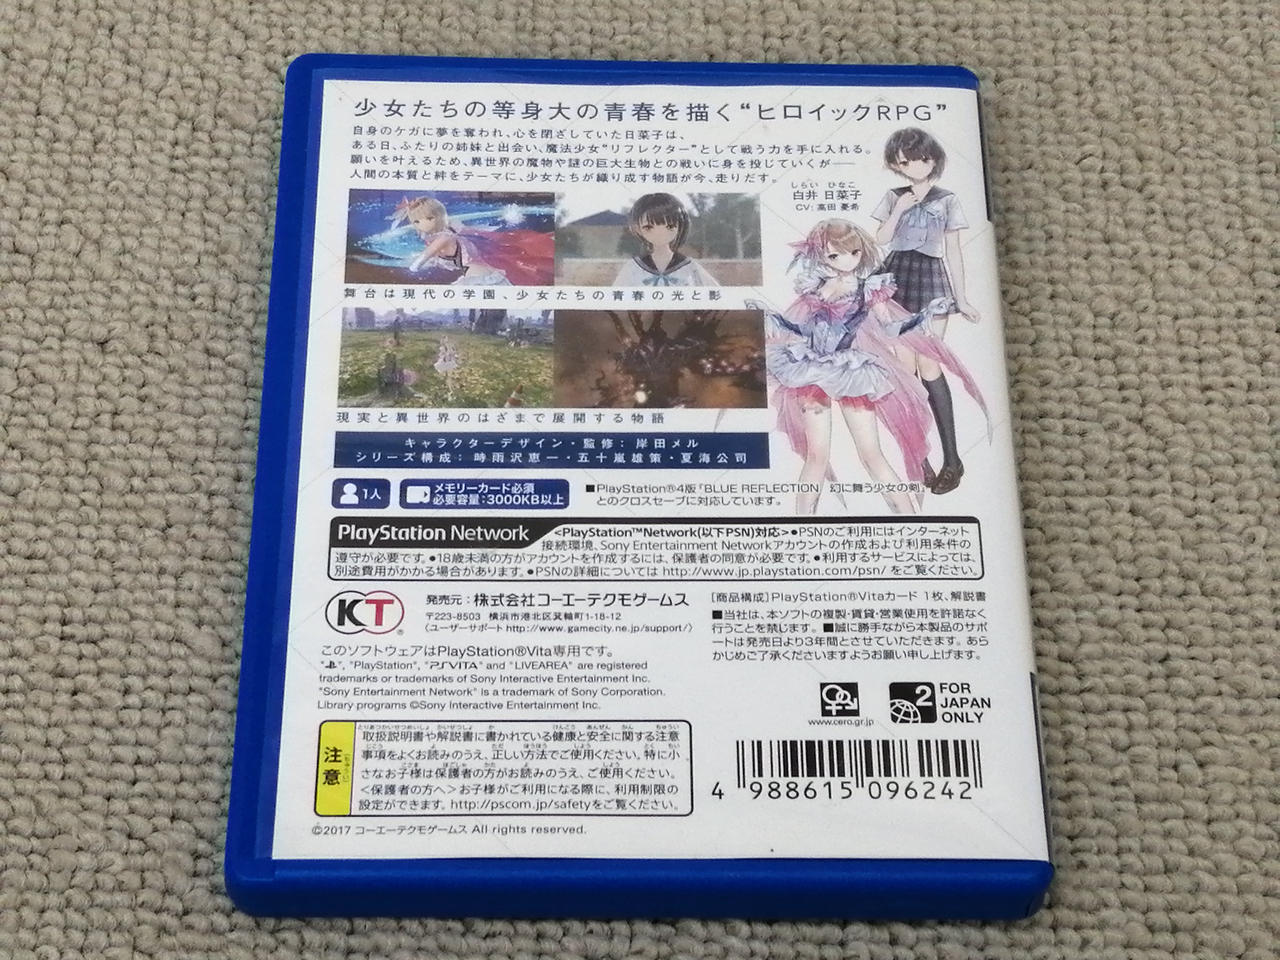 少女たちの等身大の青春を描く“ヒロイックRPG”
自身のケガに夢を奪われ、心を閉ざしていた日菜子は、
ある日、ふたりの姉妹と出会い、魔法少女“リフレクター”として戦う力を手に入れる。
願いを叶えるため、異世界の魔物や謎の巨大生物との戦いに身を投じていくが――
人間の本質と絆をテーマに、少女たちが織り成す物語が今、走りだす。
しらい ひなこ
白井 日菜子
CV: 高田 憂希
舞台は現代の学園、少女たちの青春の光と影
現実と異世界のはざまで展開する物語
キャラクターデザイン・監修：岸田メル
シリーズ構成：時雨沢恵一・五十嵐雄策・夏海公司
1人
メモリーカード必須
必要容量：3000KB以上
■PlayStation®4版「BLUE REFLECTION 幻に舞う少女の剣」
とのクロスセーブに対応しています。
PlayStation Network
<PlayStation™Network(以下PSN)対応>●PSNのご利用にはインターネット
接続環境、Sony Entertainment Networkアカウントの作成および利用条件の
遵守が必要です。●18歳未満の方がアカウントを作成するには、保護者の同意が必要です。●利用するサービスによっては、
別途費用がかかる場合があります。●PSNの詳細については http://www.jp.playstation.com/psn/ をご覧ください。
KT®
発売元：株式会社コーエーテクモゲームス
〒223-8503 横浜市港北区箕輪町1-18-12
〈ユーザーサポート http://www.gamecity.ne.jp/support/〉
[商品構成]PlayStation®Vitaカード 1枚、解説書
■当社は、本ソフトの複製・賃貸・営業使用を許諾なく
行うことを禁じます。■誠に勝手ながら本製品のサポ
ートは発売日より3年間とさせていただきます。あら
かじめご了承くださいますようお願い申し上げます。
このソフトウェアはPlayStation®Vita専用です。
"", "PlayStation", "PSVITA" and "LIVEAREA" are registered
trademarks or trademarks of Sony Interactive Entertainment Inc.
"Sony Entertainment Network" is a trademark of Sony Corporation.
Library programs ©Sony Interactive Entertainment Inc.
www.cero.gr.jp
2
FOR
JAPAN
ONLY
注意
ちゅうい
取扱説明書や解説書に書かれている健康と安全に関する注意
事項をよくお読みのうえ、正しい方法でご使用ください。特に小
さなお子様は保護者の方がお読みのうえ、ご使用ください。
<保護者の方へ>お子様がご利用になる際に、利用制限の
設定ができます。http://pscom.jp/safetyをご覧ください。
4 988615 096242
©2017 コーエーテクモゲームス All rights reserved.